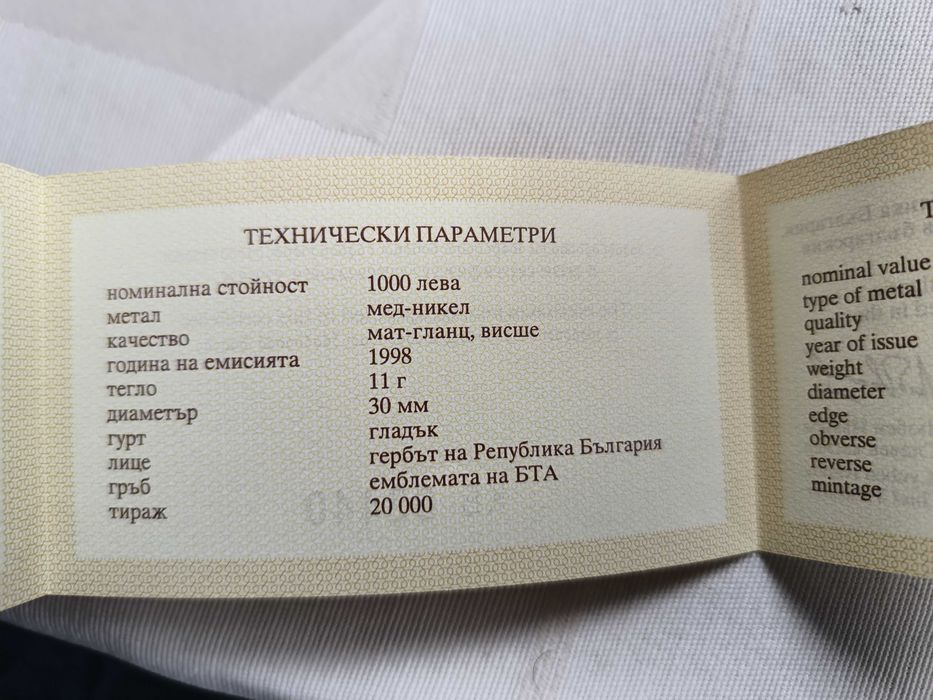 ТЕХНИЧЕСКИ ПАРАМЕТРИ
номинална стойност 1000 лева
метал мед-никел
качество мат-гланц, висше
година на емисията 1998
тегло 11 г
диаметър 30 мм
гурт гладък
лице гербът на Република България
гръб емблемата на БТА
тираж 20 000
nominal value
type of metal
quality
year of issue
weight
diameter
edge
obverse
reverse
mintage